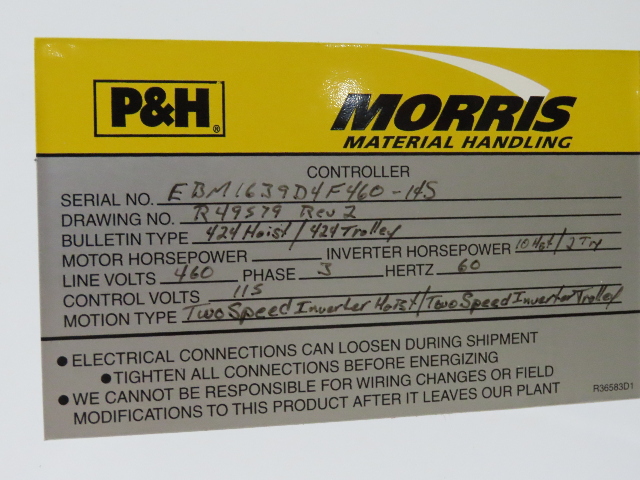 P&H® MORRIS
MATERIAL HANDLING
CONTROLLER
SERIAL NO. EBM1639D4F460-145
DRAWING NO. R49579 Rev 2
BULLETIN TYPE 424 Hoist/424 Trolley
MOTOR HORSEPOWER INVERTER HORSEPOWER 10 Hst/2 Try
LINE VOLTS 460 PHASE 3 HERTZ 60
CONTROL VOLTS 115
MOTION TYPE Two Speed Inverter Hoist/Two Speed Inverter Trolley
● ELECTRICAL CONNECTIONS CAN LOOSEN DURING SHIPMENT
● TIGHTEN ALL CONNECTIONS BEFORE ENERGIZING
● WE CANNOT BE RESPONSIBLE FOR WIRING CHANGES OR FIELD
MODIFICATIONS TO THIS PRODUCT AFTER IT LEAVES OUR PLANT
R36583D1